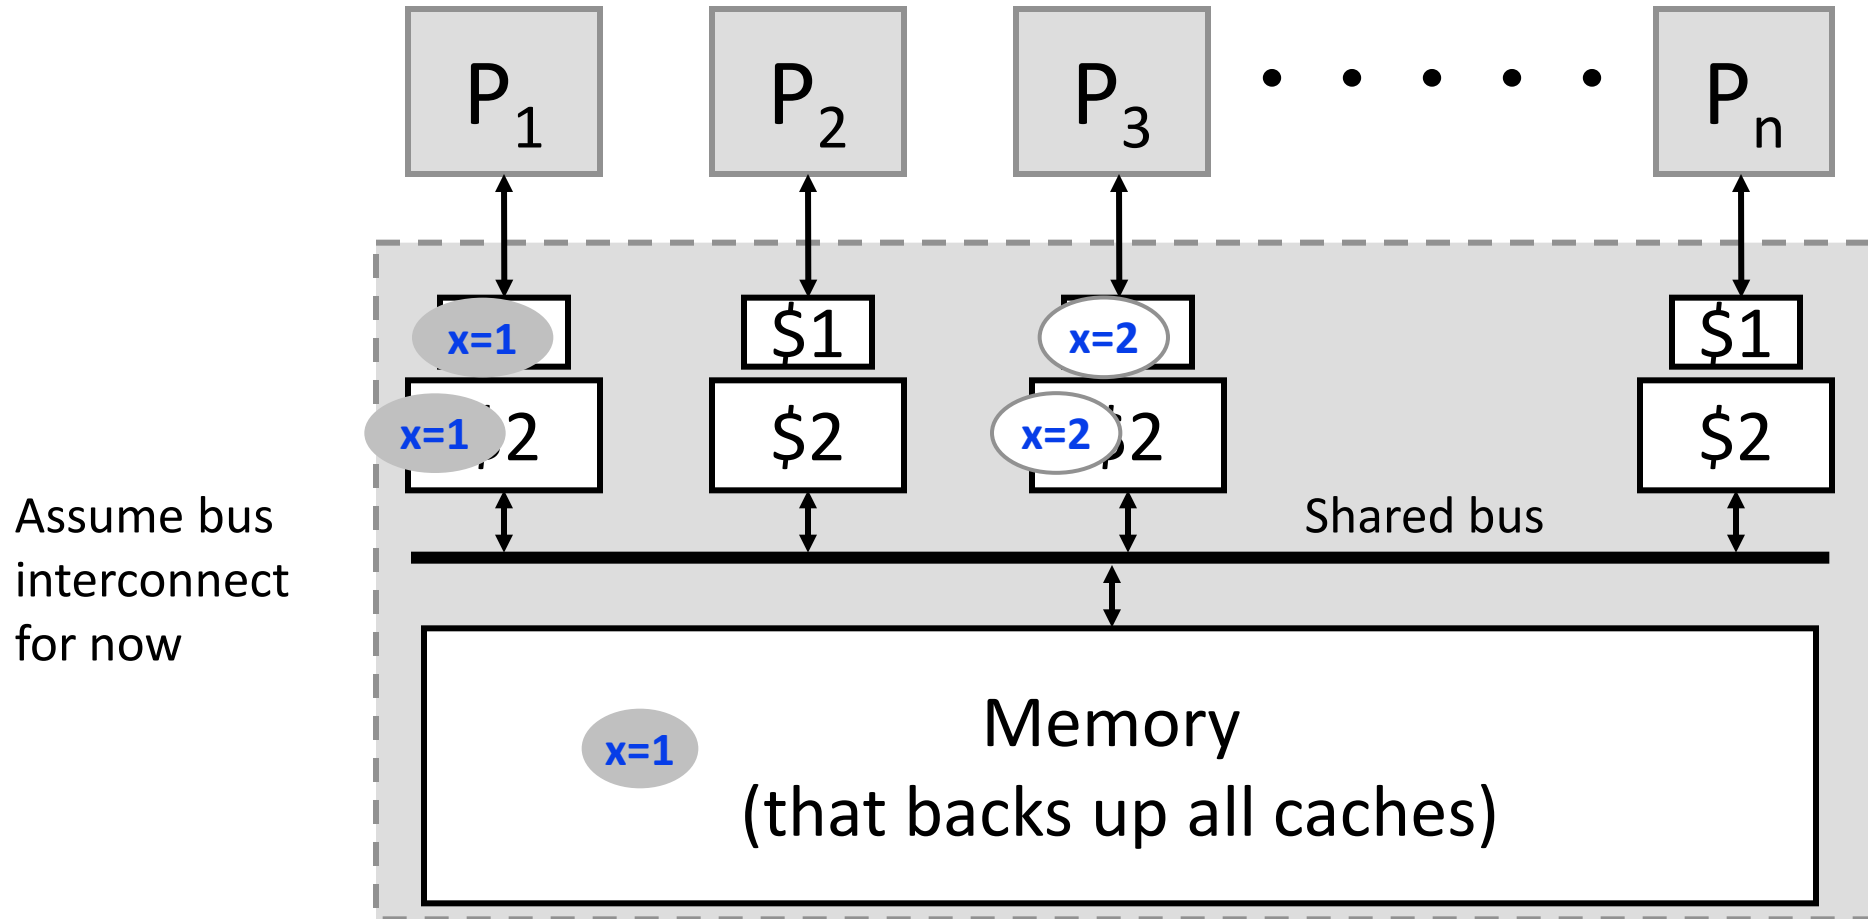 P1 P2 P3 Pn
x=1 $1 x=2 $1
x=1 $2 $2 x=2 $2 $2
Shared bus
Assume bus
interconnect
for now
Memory
x=1
(that backs up all caches)